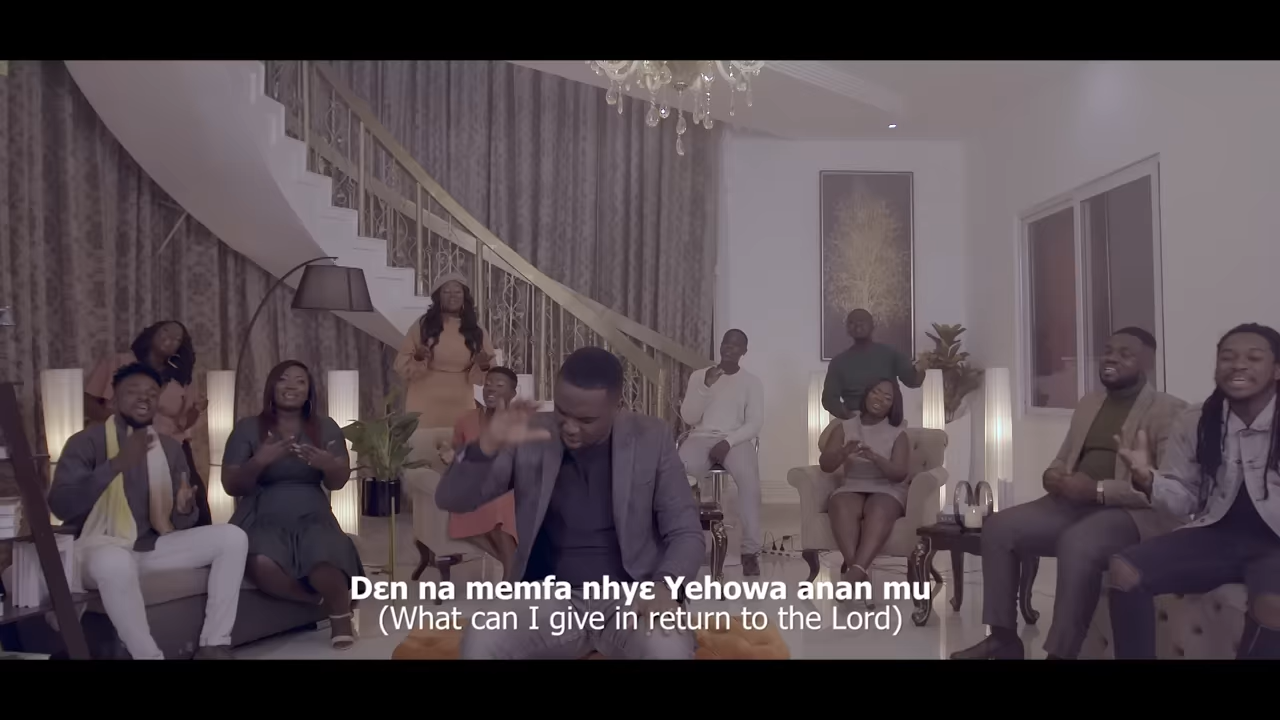 Dɛn na memfa nhyɛ Yehowa anan mu
(What can I give in return to the Lord)